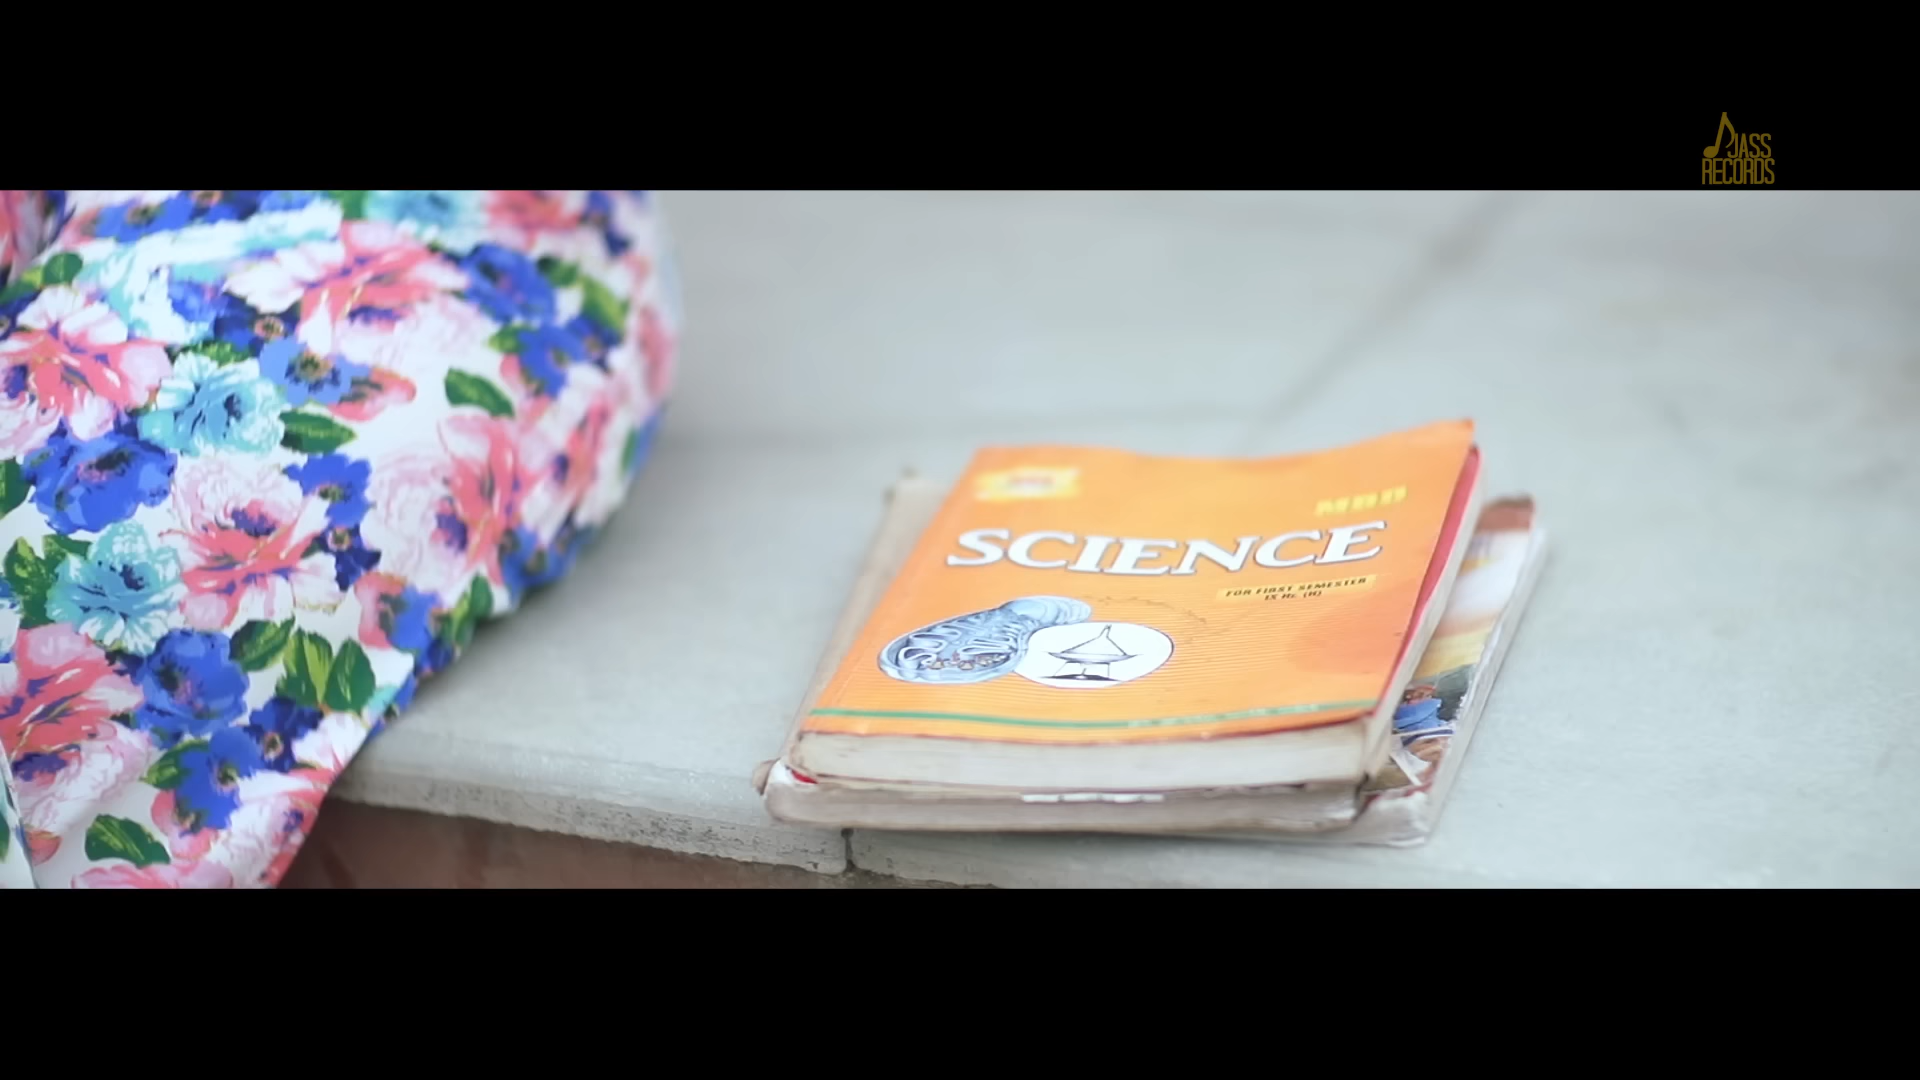 JASS
RECORDS
MBD
SCIENCE
FOR FIRST SEMESTER